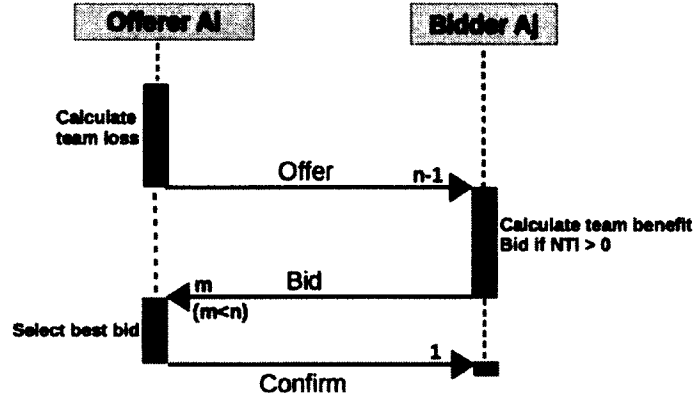 Offerer Ai
Bidder Aj
Calculate
team loss
Offer
n-1
Calculate team benefit
Bid if NTI > 0
m
Bid
(m<n)
Select best bid
1
Confirm